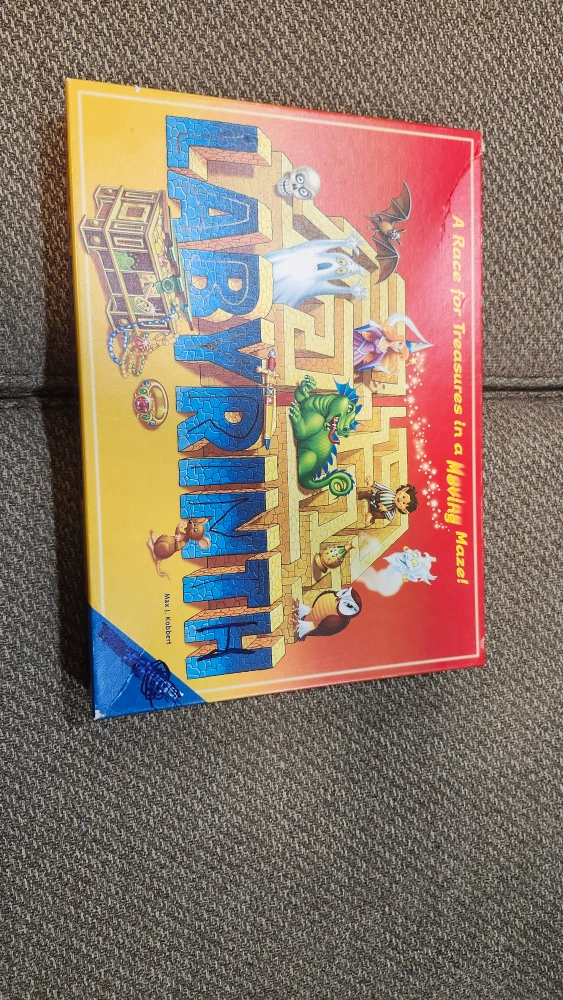 A Race for Treasures in a Moving Maze!
LABYRINTH
Max J. Kobbert